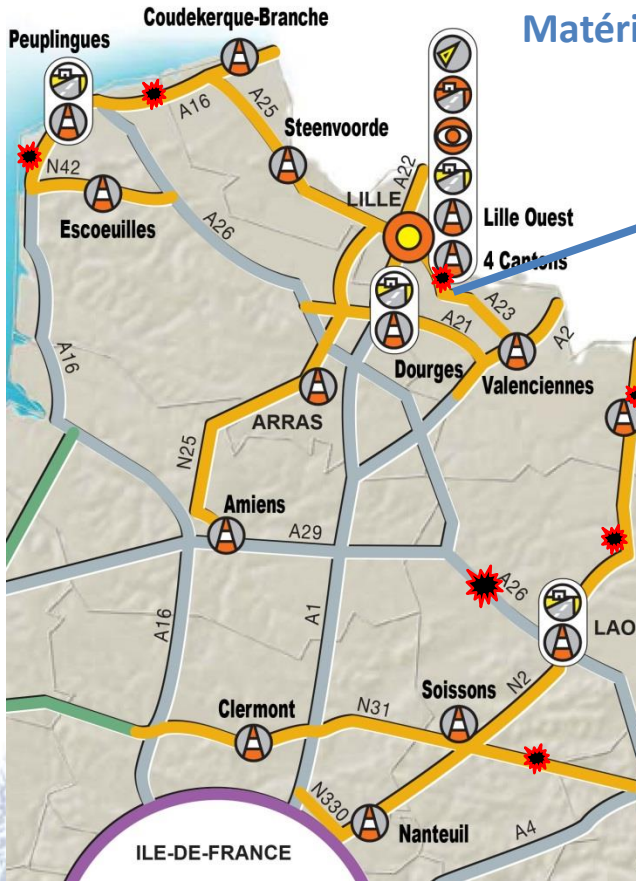 Coudekerque-Branche
Matéri
Peuplingues
A16
A25
Steenvoorde
A22
N42
LILLE
Escoeuilles
A26
Lille Ouest
4 Cantons
A23
A21
A2
A16
Dourges
Valenciennes
ARRAS
N25
Amiens
A29
A26
A16
A1
LAO
Soissons
N2
Clermont
N31
N330
Nanteuil
A4
ILE-DE-FRANCE